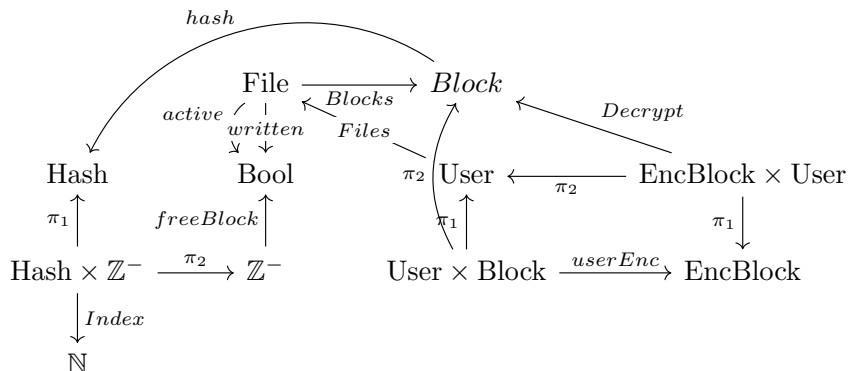 hash
File
Block
Blocks
Decrypt
active
written
Files
Hash
Bool
π₂
User
π₂
EncBlock × User
π₁
freeBlock
π₁
π₁
Hash × ℤ⁻
π₂
ℤ⁻
User × Block
userEnc
EncBlock
Index
ℕ